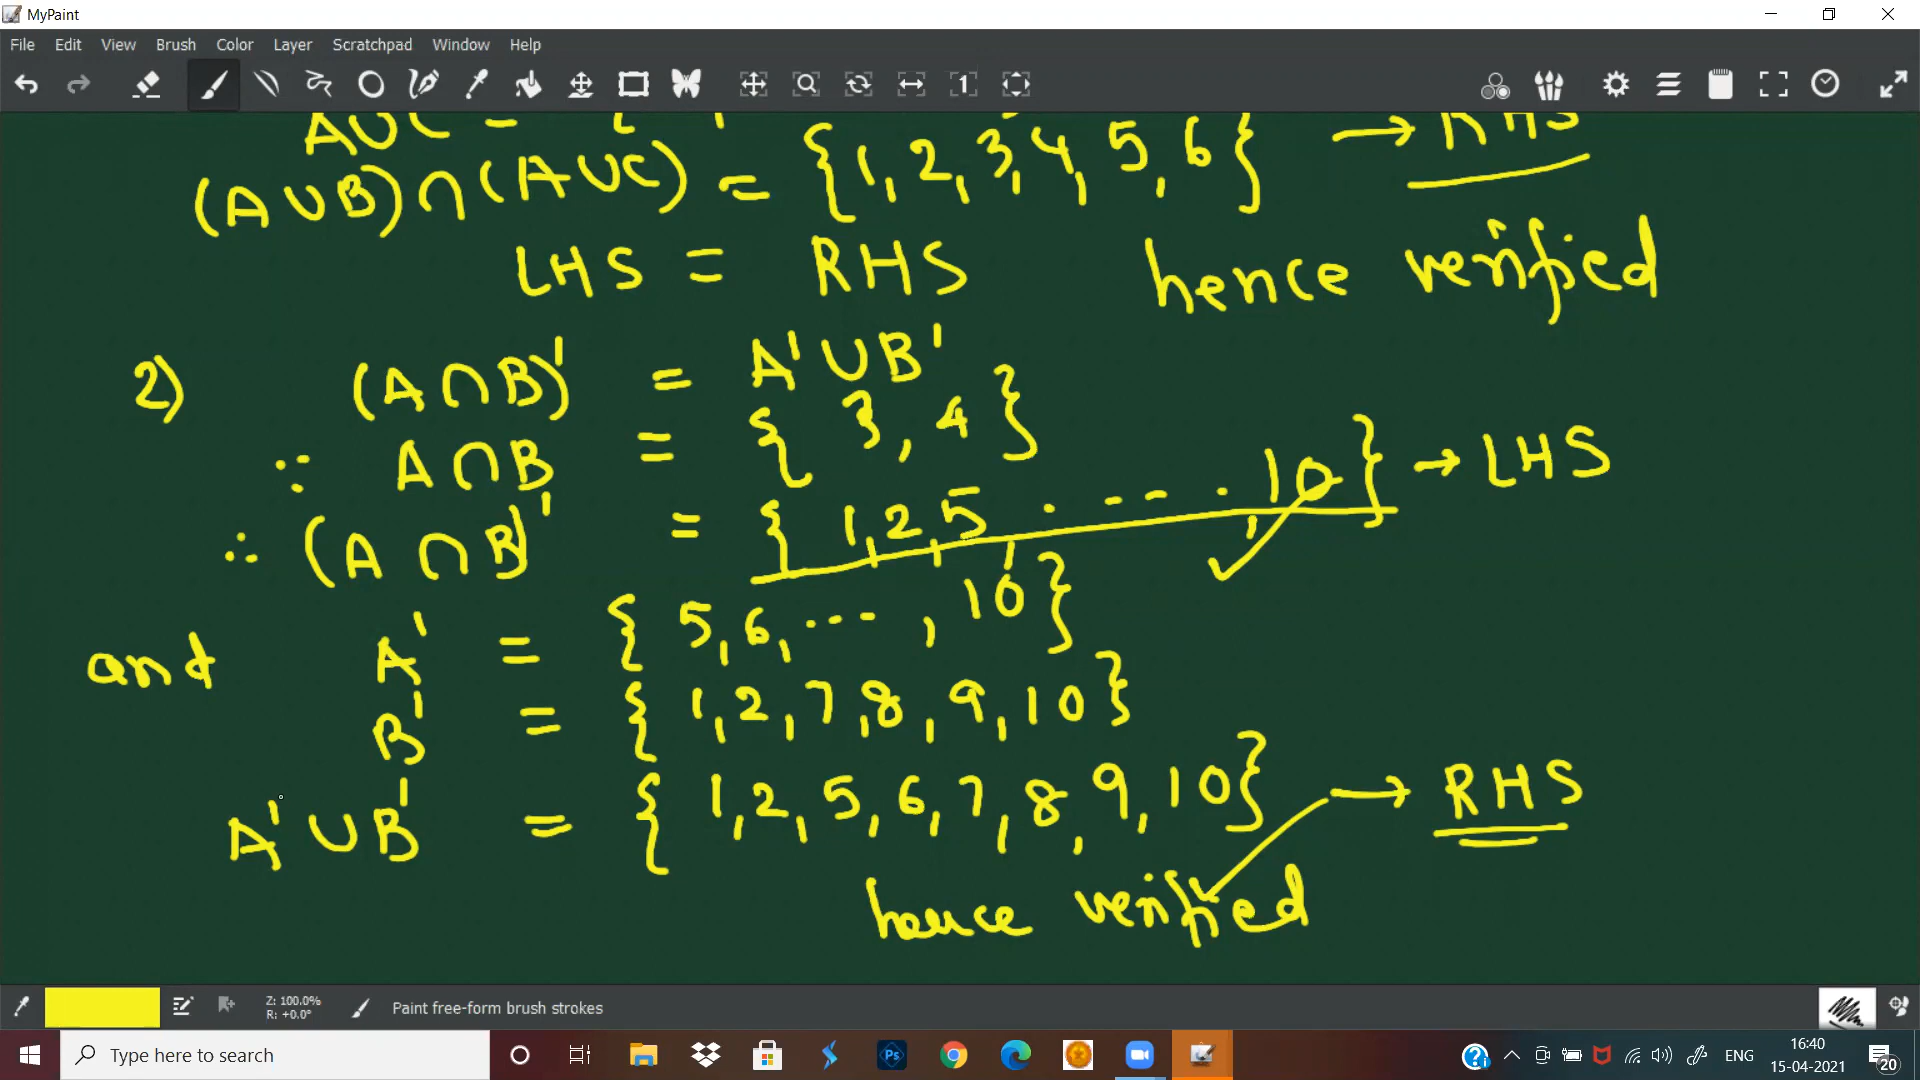 MyPaint
File Edit View Brush Color Layer Scratchpad Window Help
A∪C = {
(A∪B)∩(A∪C) = {1, 2, 3, 4, 5, 6} → RHS
LHS = RHS hence verified
2) (A∩B)' = A'∪B'
∵ A∩B = {3, 4}
∴ (A∩B)' = {1, 2, 5, ....., 10} → LHS
and A' = {5, 6, ..., 10}
B' = {1, 2, 7, 8, 9, 10}
A'∪B' = {1, 2, 5, 6, 7, 8, 9, 10} → RHS
hence verified
Z: 100.0%
R: +0.0°
Paint free-form brush strokes
Type here to search
Ps
ENG
16:40
15-04-2021
20